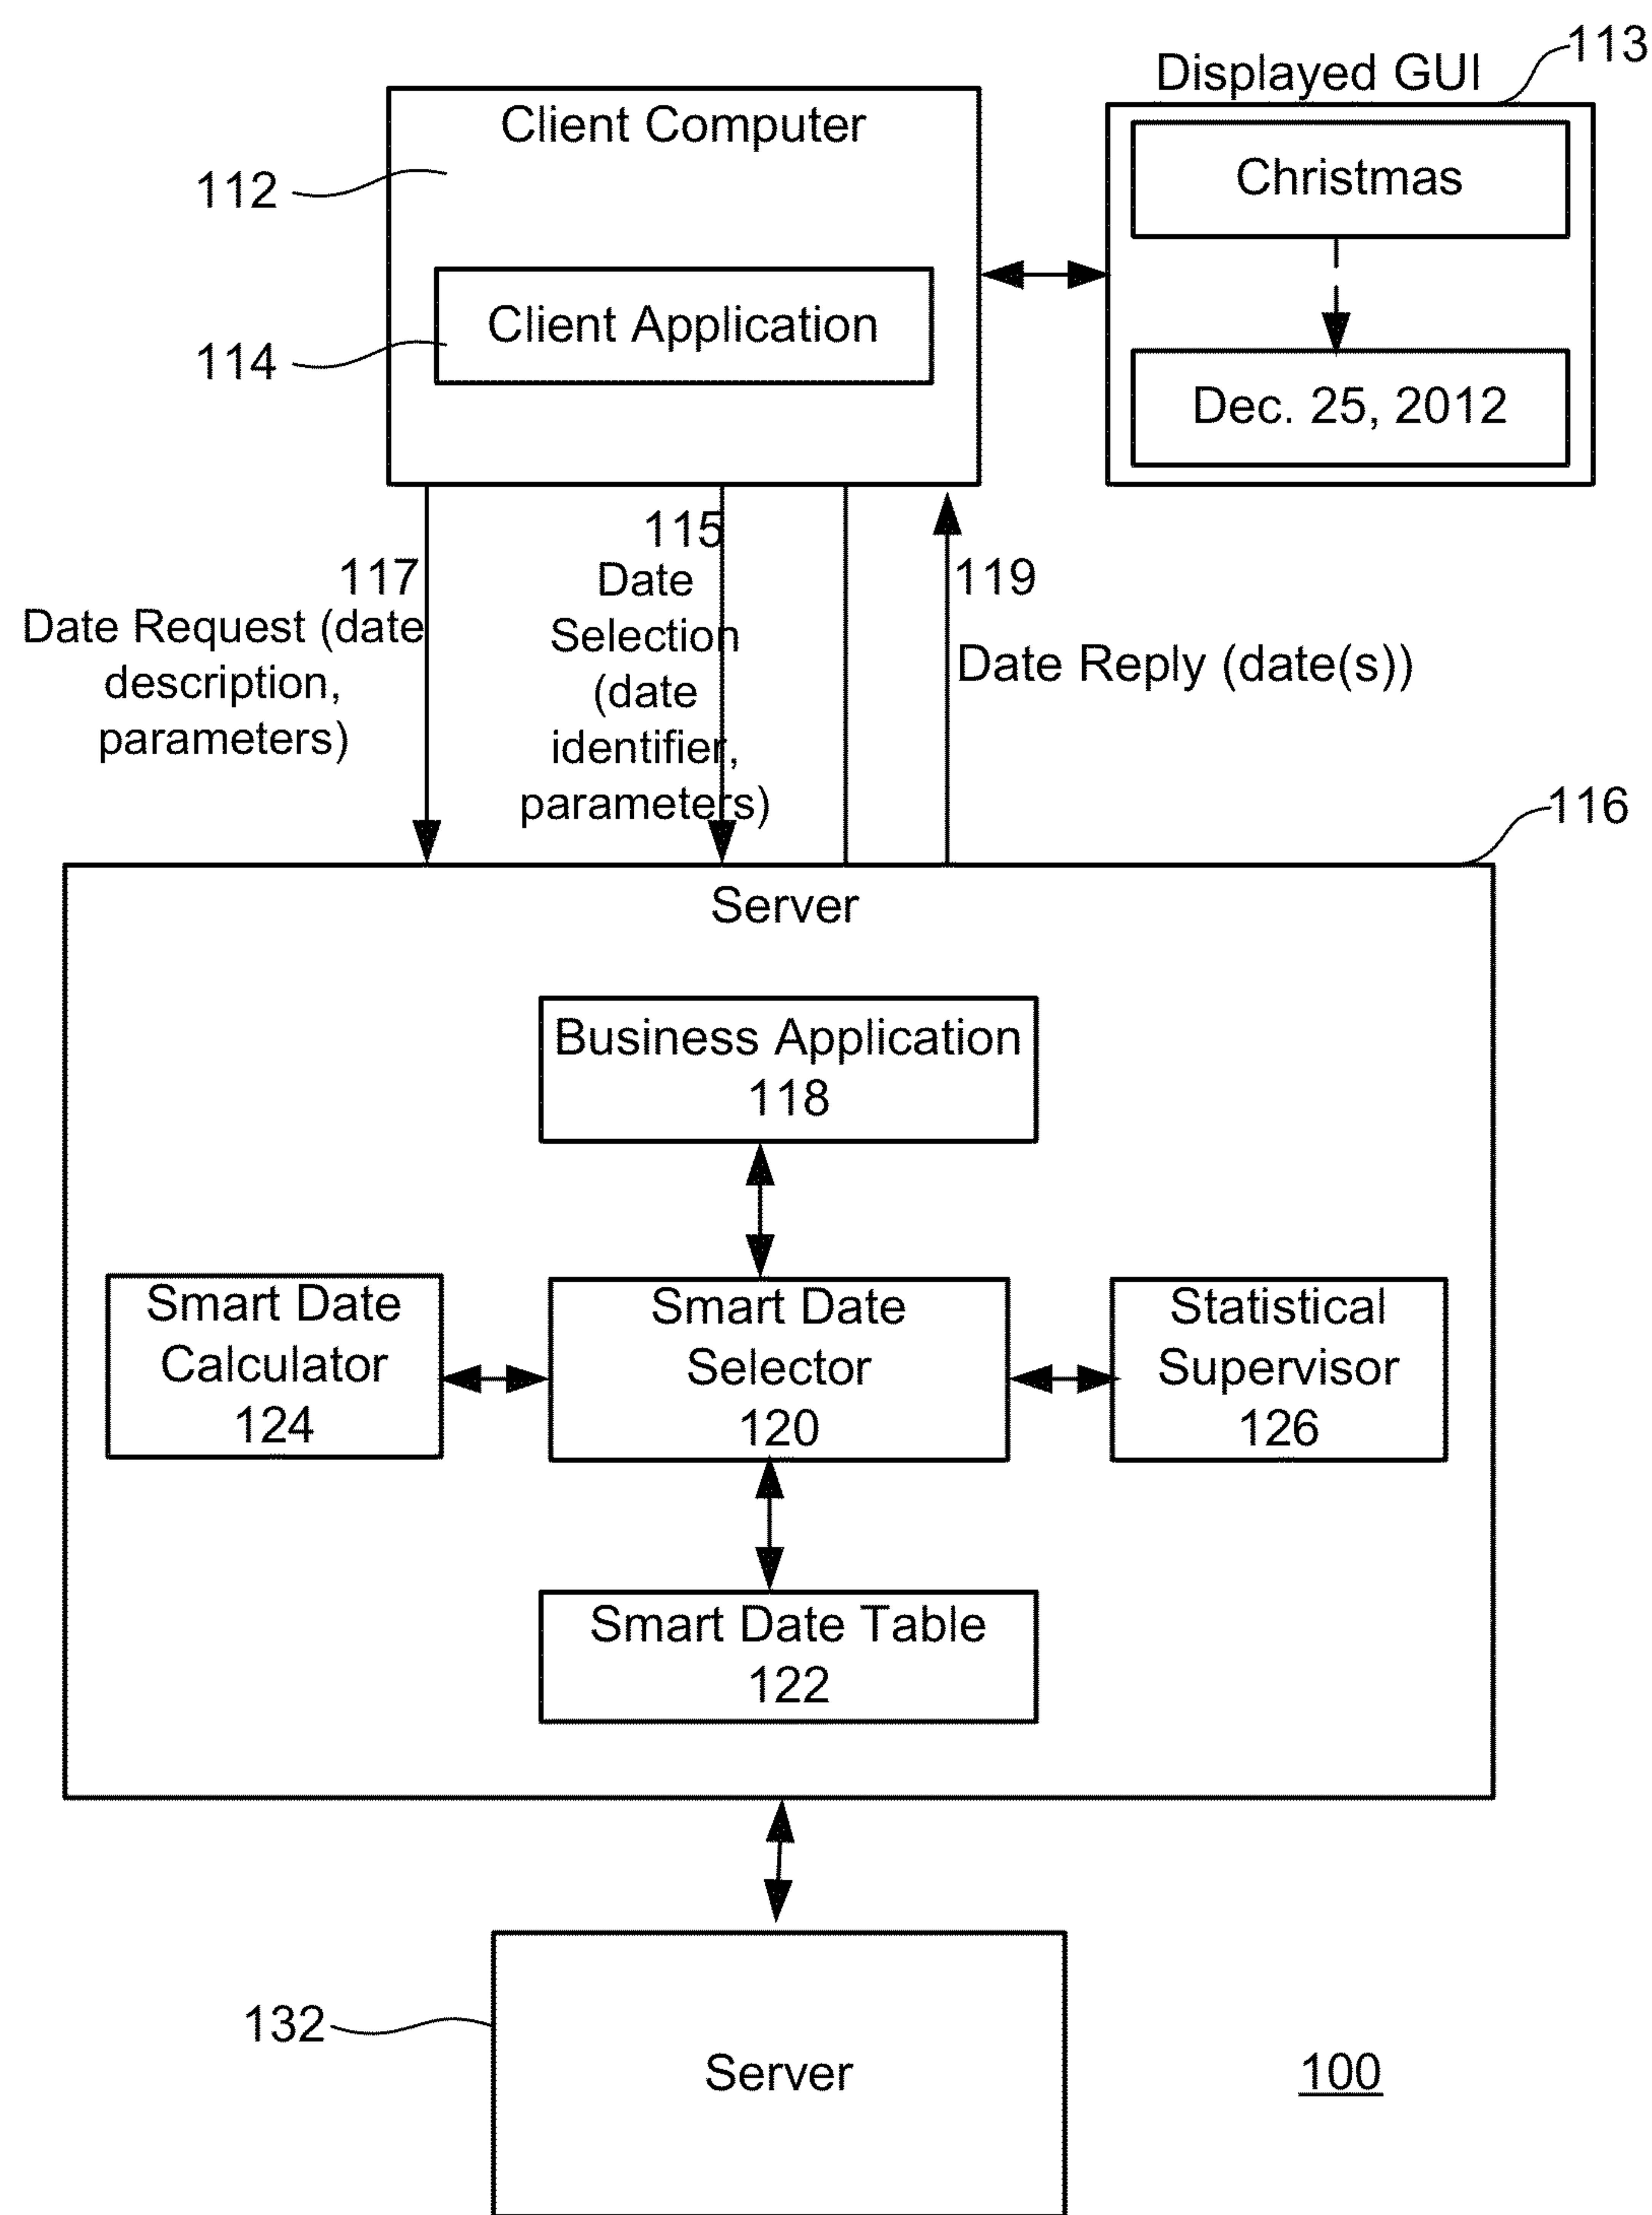 113
Displayed GUI
Client Computer
112
Christmas
Client Application
114
Dec. 25, 2012
115
117
Date
119
Date Request (date
Selection
Date Reply (date(s))
description,
(date
parameters)
identifier,
parameters)
116
Server
Business Application
118
Smart Date
Calculator
124
Smart Date
Selector
120
Statistical
Supervisor
126
Smart Date Table
122
132
Server
100